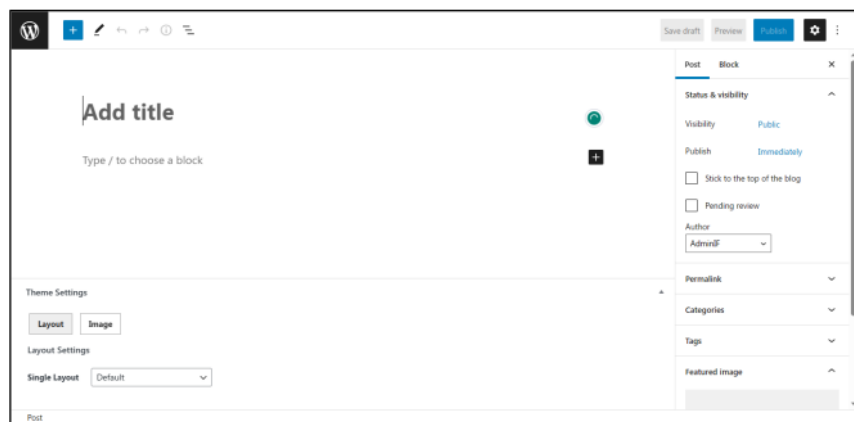 Save draft Preview Publish
Add title
Type / to choose a block
Theme Settings
Layout Image
Layout Settings
Single Layout Default
Post
Post Block
Status & visibility
Visibility Public
Publish Immediately
Stick to the top of the blog
Pending review
Author
Permalink
Categories
Tags
Featured image